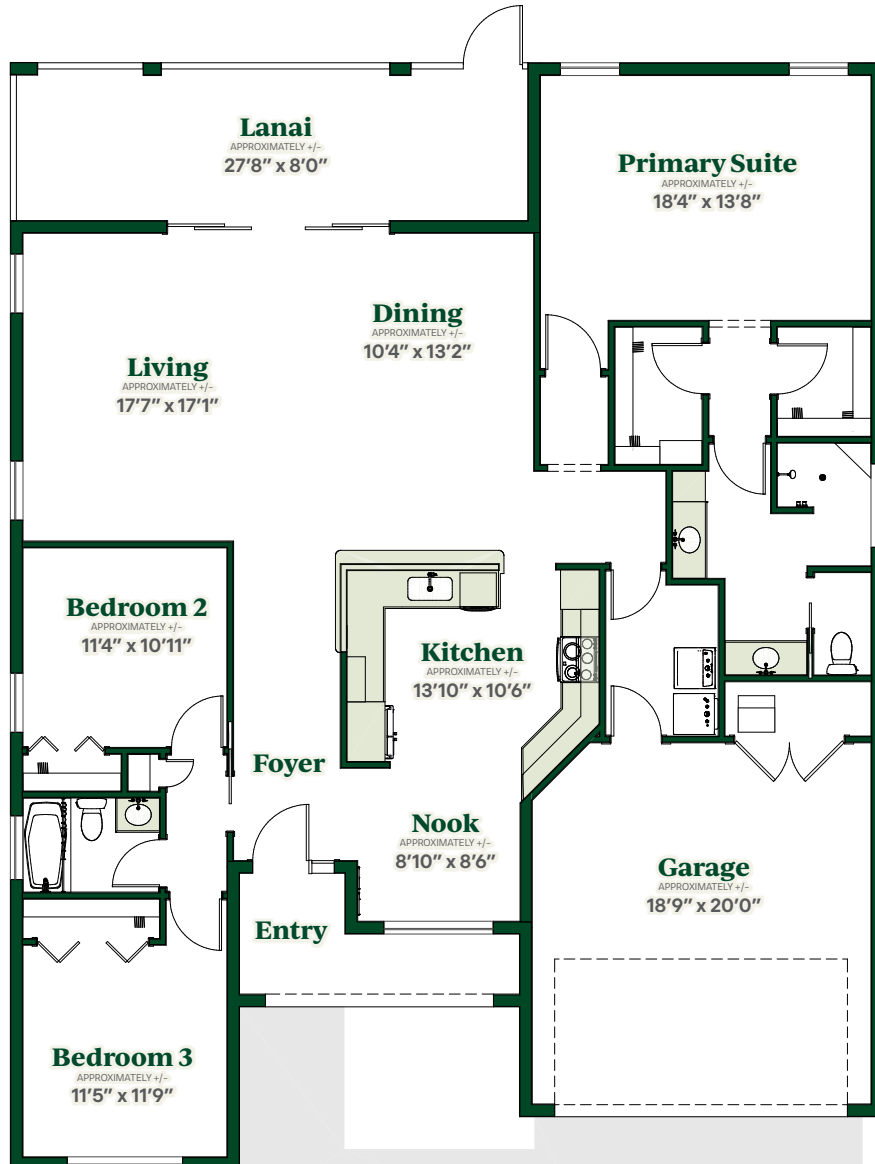 Lanai
APPROXIMATELY +/-
27’8” x 8’0”
Primary Suite
APPROXIMATELY +/-
18’4” x 13’8”
Dining
APPROXIMATELY +/-
10’4” x 13’2”
Living
APPROXIMATELY +/-
17’7” x 17’1”
Bedroom 2
APPROXIMATELY +/-
11’4” x 10’11”
Kitchen
APPROXIMATELY +/-
13’10” x 10’6”
Foyer
Nook
APPROXIMATELY +/-
8’10” x 8’6”
Garage
APPROXIMATELY +/-
18’9” x 20’0”
Entry
Bedroom 3
APPROXIMATELY +/-
11’5” x 11’9”